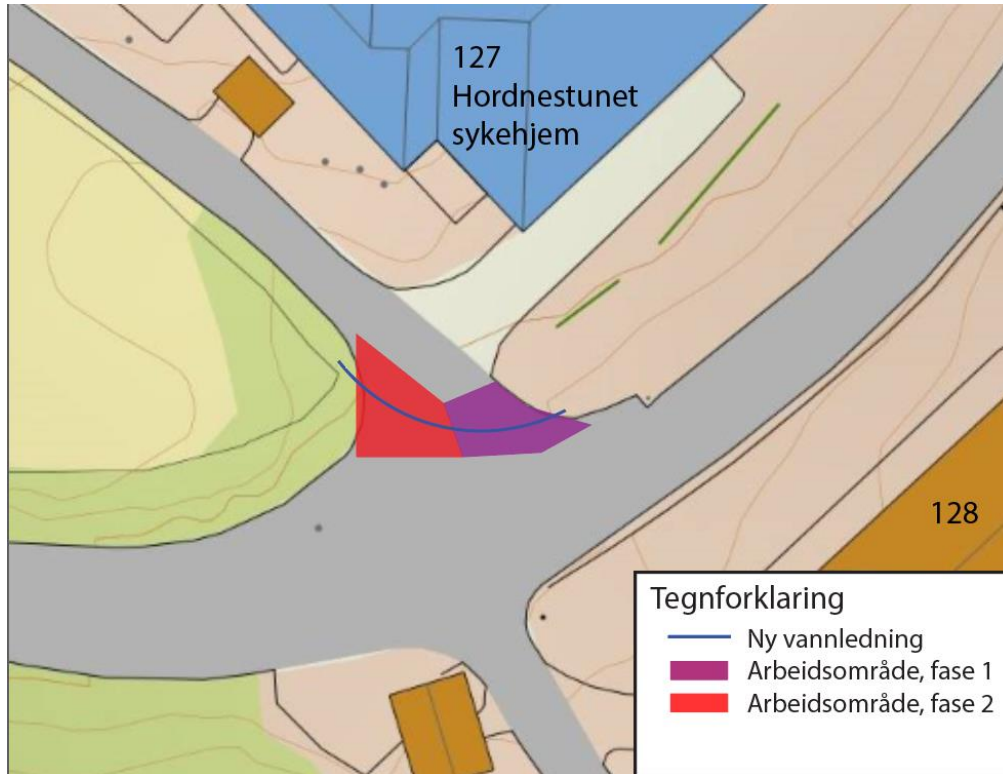 127
Hordnestunet
sykehjem
128
Tegnforklaring
Ny vannledning
Arbeidsområde, fase 1
Arbeidsområde, fase 2